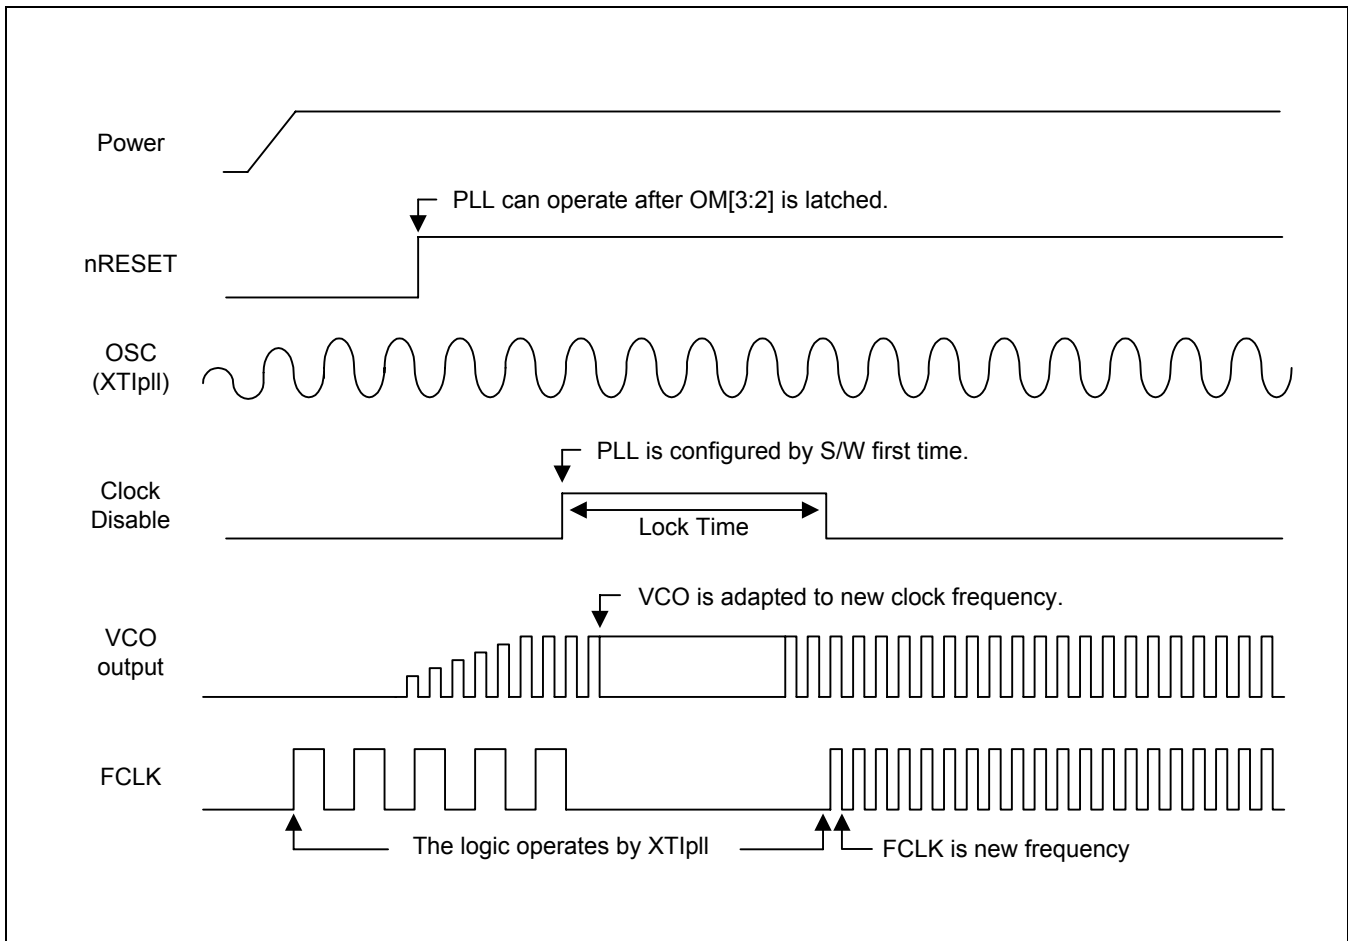 Power
PLL can operate after OM[3:2] is latched.
nRESET
OSC
(XTIpll)
PLL is configured by S/W first time.
Clock
Disable
Lock Time
VCO is adapted to new clock frequency.
VCO
output
FCLK
The logic operates by XTIpll
FCLK is new frequency